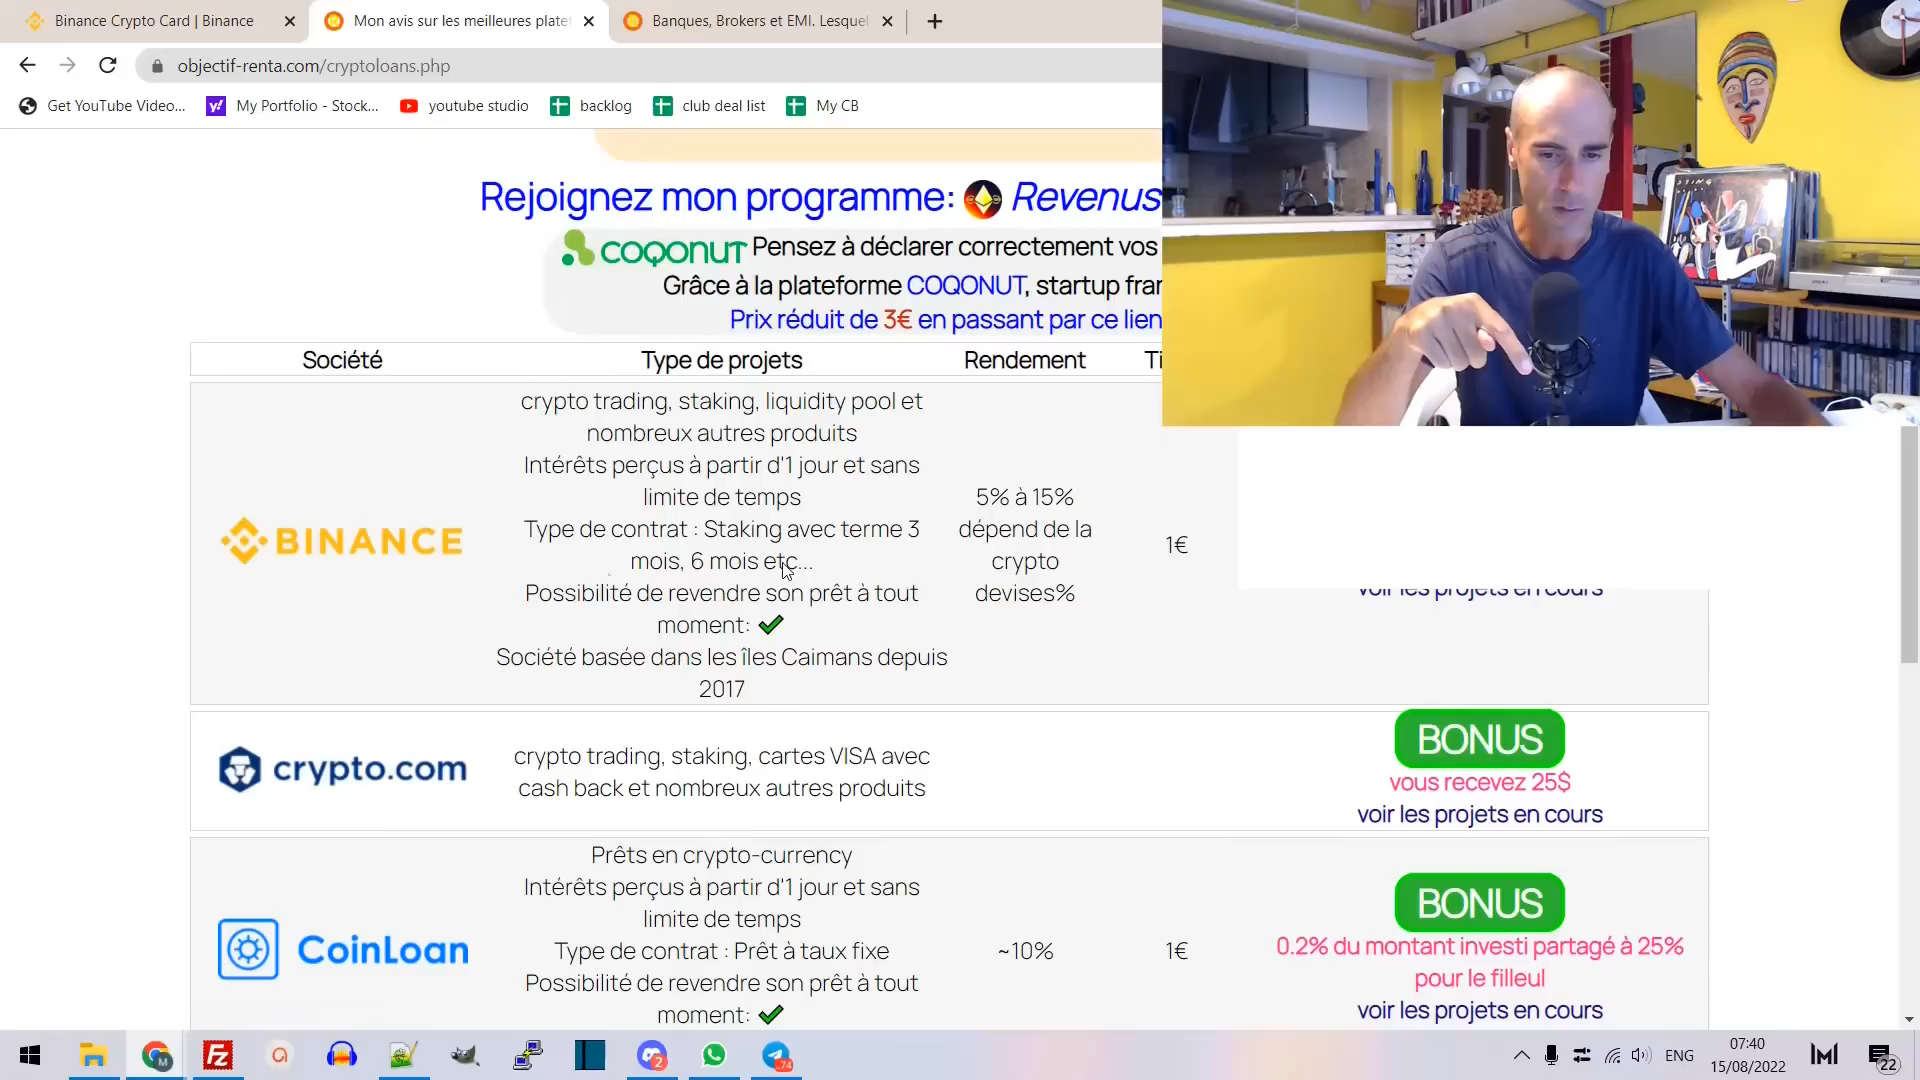 Binance Crypto Card | Binance
Mon avis sur les meilleures plate
Banques, Brokers et EMI. Lesquel
objectif-renta.com/cryptoloans.php
Get YouTube Video...
My Portfolio - Stock...
youtube studio
backlog
club deal list
My CB
Rejoignez mon programme: Revenus
COQONUT Pensez à déclarer correctement vos
Grâce à la plateforme COQONUT, startup fran
Prix réduit de 3€ en passant par ce lien
Société
Type de projets
Rendement
Ti
BINANCE
crypto trading, staking, liquidity pool et
nombreux autres produits
Intérêts perçus à partir d'1 jour et sans
limite de temps
Type de contrat : Staking avec terme 3
mois, 6 mois etc...
Possibilité de revendre son prêt à tout
moment:
Société basée dans les îles Caimans depuis
2017
5% à 15%
dépend de la
crypto
devises%
1€
voir les projets en cours
crypto.com
crypto trading, staking, cartes VISA avec
cash back et nombreux autres produits
BONUS
vous recevez 25$
voir les projets en cours
CoinLoan
Prêts en crypto-currency
Intérêts perçus à partir d'1 jour et sans
limite de temps
Type de contrat : Prêt à taux fixe
Possibilité de revendre son prêt à tout
moment:
~10%
1€
BONUS
0.2% du montant investi partagé à 25%
pour le filleul
voir les projets en cours
STING
M
2
74
ENG
07:40
15/08/2022
22